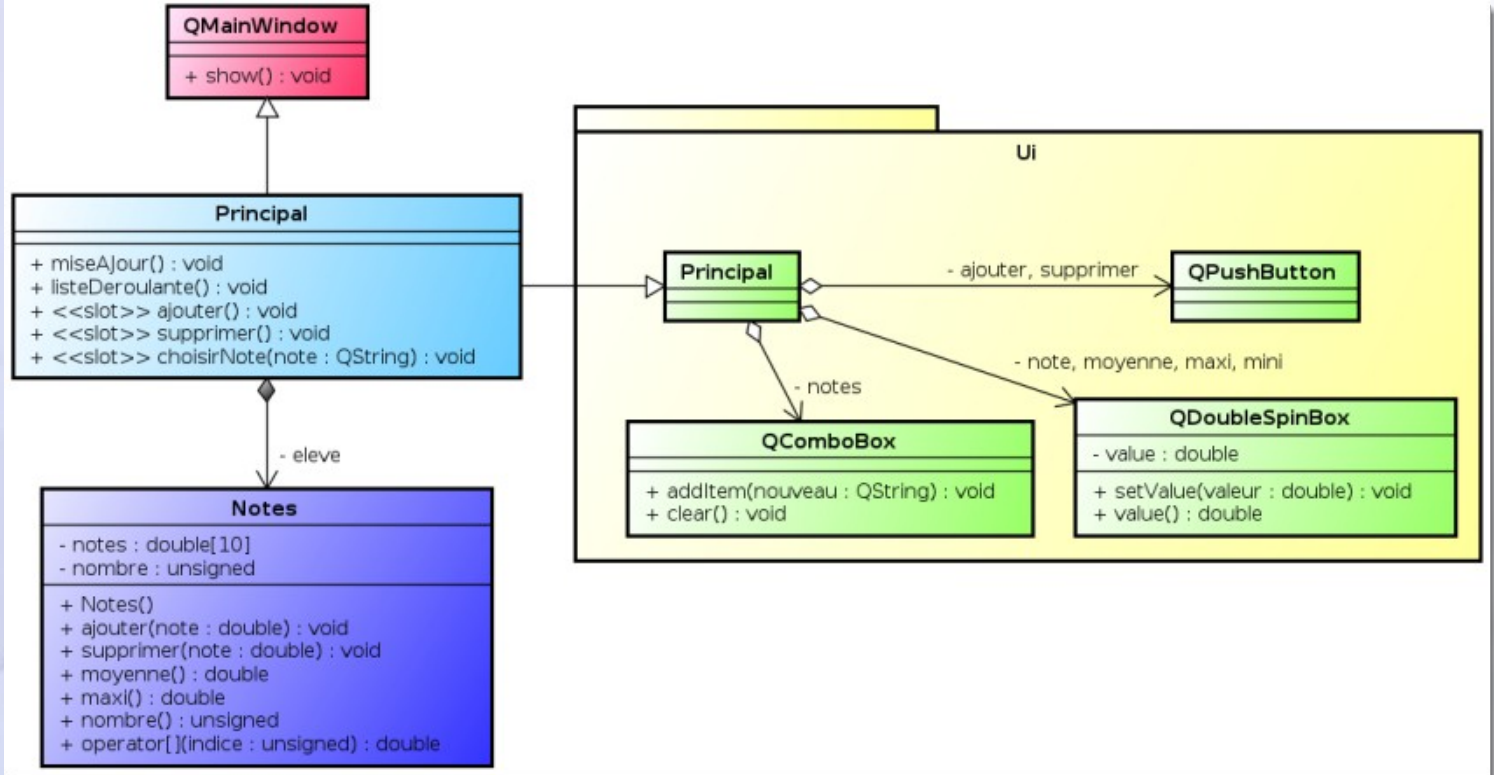 QMainWindow
+ show() : void
Principal
+ miseAJour() : void
+ listeDeroulante() : void
+ <<slot>> ajouter() : void
+ <<slot>> supprimer() : void
+ <<slot>> choisirNote(note : QString) : void
- eleve
Notes
- notes : double[10]
- nombre : unsigned
+ Notes()
+ ajouter(note : double) : void
+ supprimer(note : double) : void
+ moyenne() : double
+ maxi() : double
+ nombre() : unsigned
+ operator[](indice : unsigned) : double
Ui
Principal
- ajouter, supprimer
QPushButton
- note, moyenne, maxi, mini
- notes
QComboBox
+ addItem(nouveau : QString) : void
+ clear() : void
QDoubleSpinBox
- value : double
+ setValue(valeur : double) : void
+ value() : double